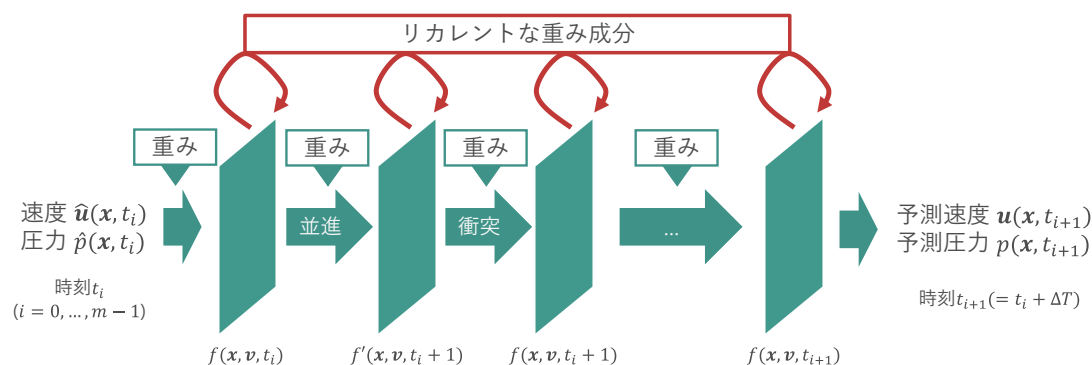 リカレントな重み成分
重み
重み
重み
重み
速度 û(x, tᵢ)
圧力 p̂(x, tᵢ)
並進
衝突
...
予測速度 u(x, tᵢ₊₁)
予測圧力 p(x, tᵢ₊₁)
時刻tᵢ
(i = 0, ... , m − 1)
時刻tᵢ₊₁(= tᵢ + ΔT)
f(x, v, tᵢ)
f′(x, v, tᵢ + 1)
f(x, v, tᵢ + 1)
f(x, v, tᵢ₊₁)